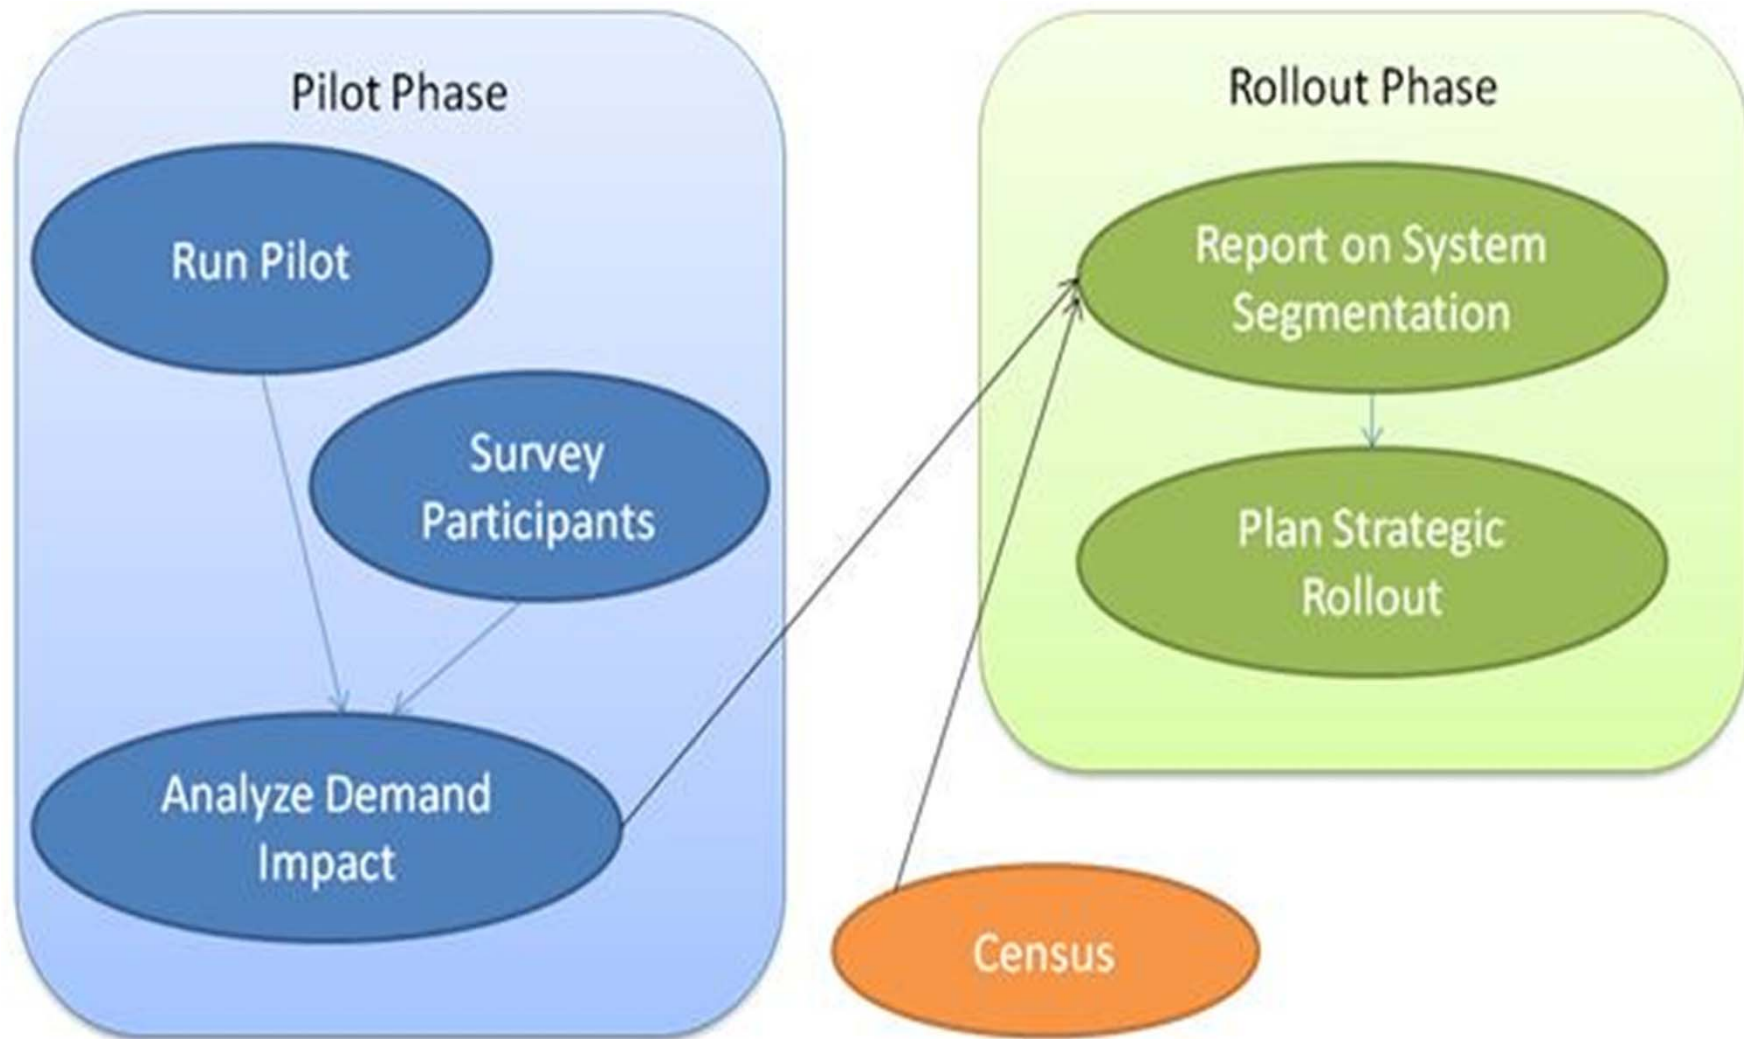 Pilot Phase
Run Pilot
Survey
Participants
Analyze Demand
Impact
Rollout Phase
Report on System
Segmentation
Plan Strategic
Rollout
Census